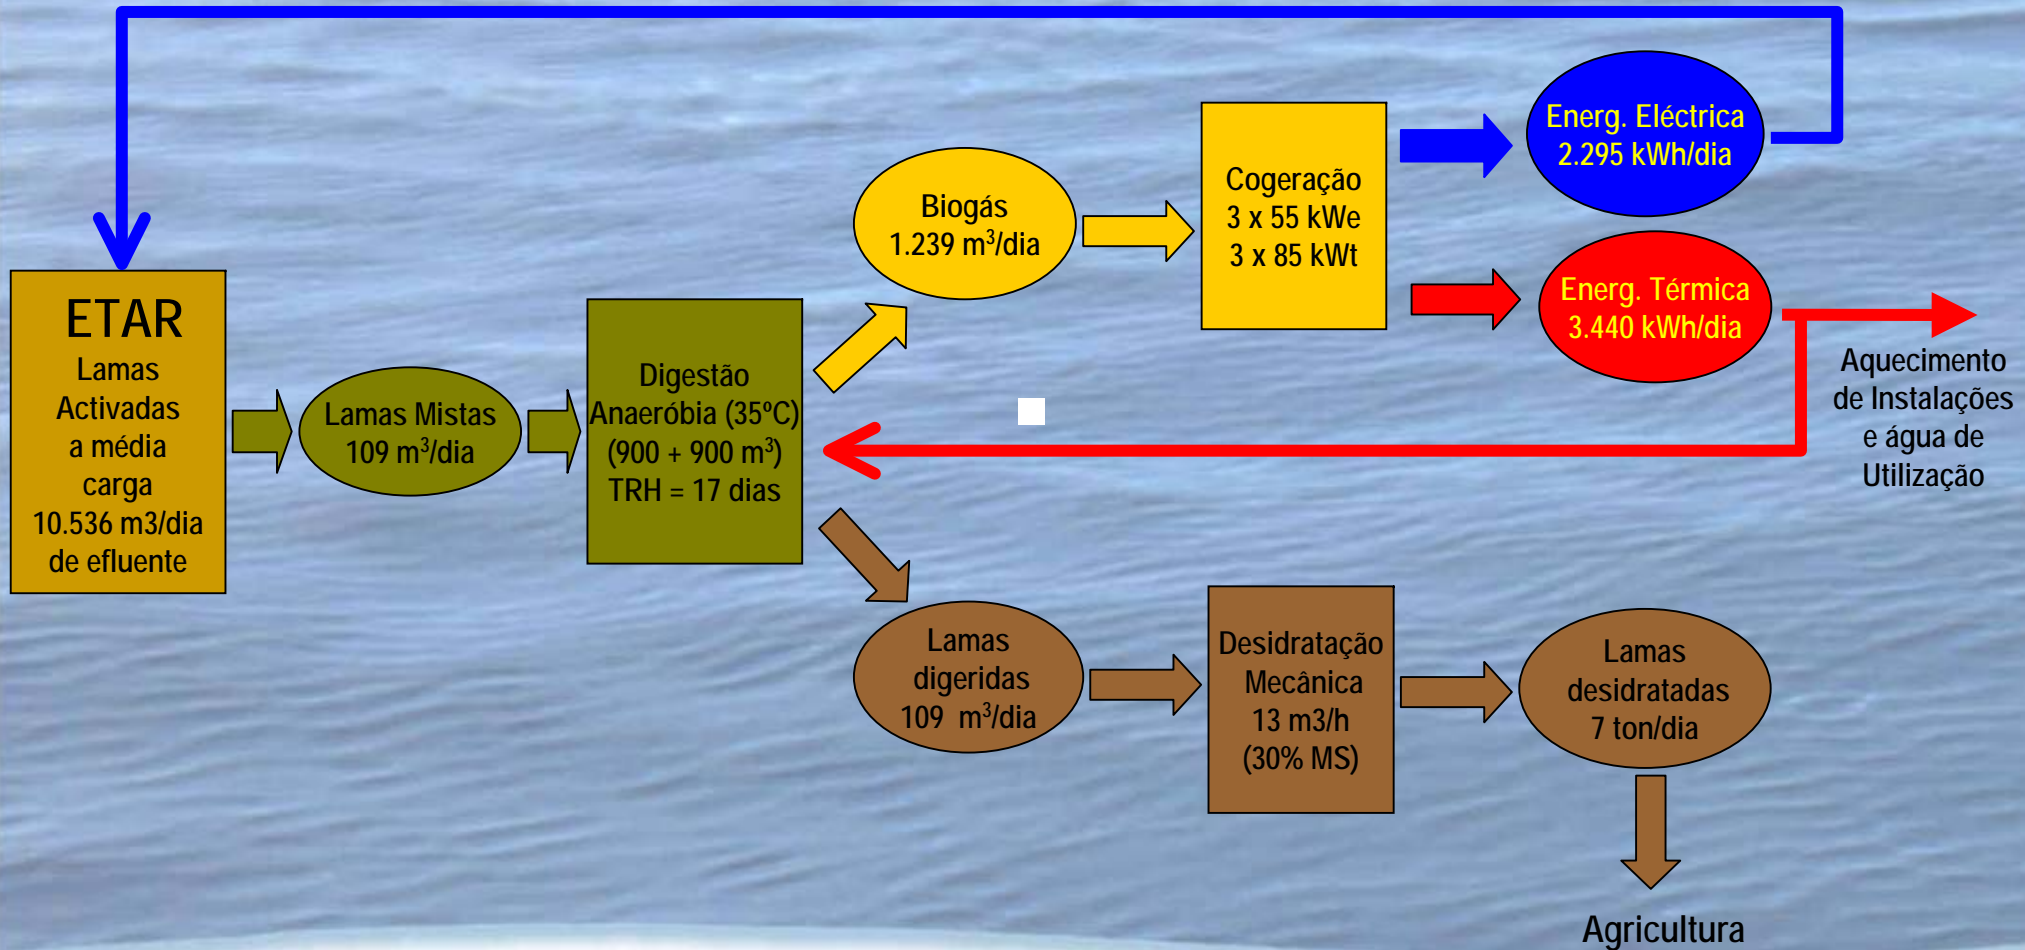 ETAR
Lamas
Activadas
a média
carga
10.536 m3/dia
de efluente
Lamas Mistas
109 m³/dia
Digestão
Anaeróbia (35ºC)
(900 + 900 m³)
TRH = 17 dias
Biogás
1.239 m³/dia
Cogeração
3 x 55 kWe
3 x 85 kWt
Energ. Eléctrica
2.295 kWh/dia
Energ. Térmica
3.440 kWh/dia
Aquecimento
de Instalações
e água de
Utilização
Lamas
digeridas
109 m³/dia
Desidratação
Mecânica
13 m3/h
(30% MS)
Lamas
desidratadas
7 ton/dia
Agricultura